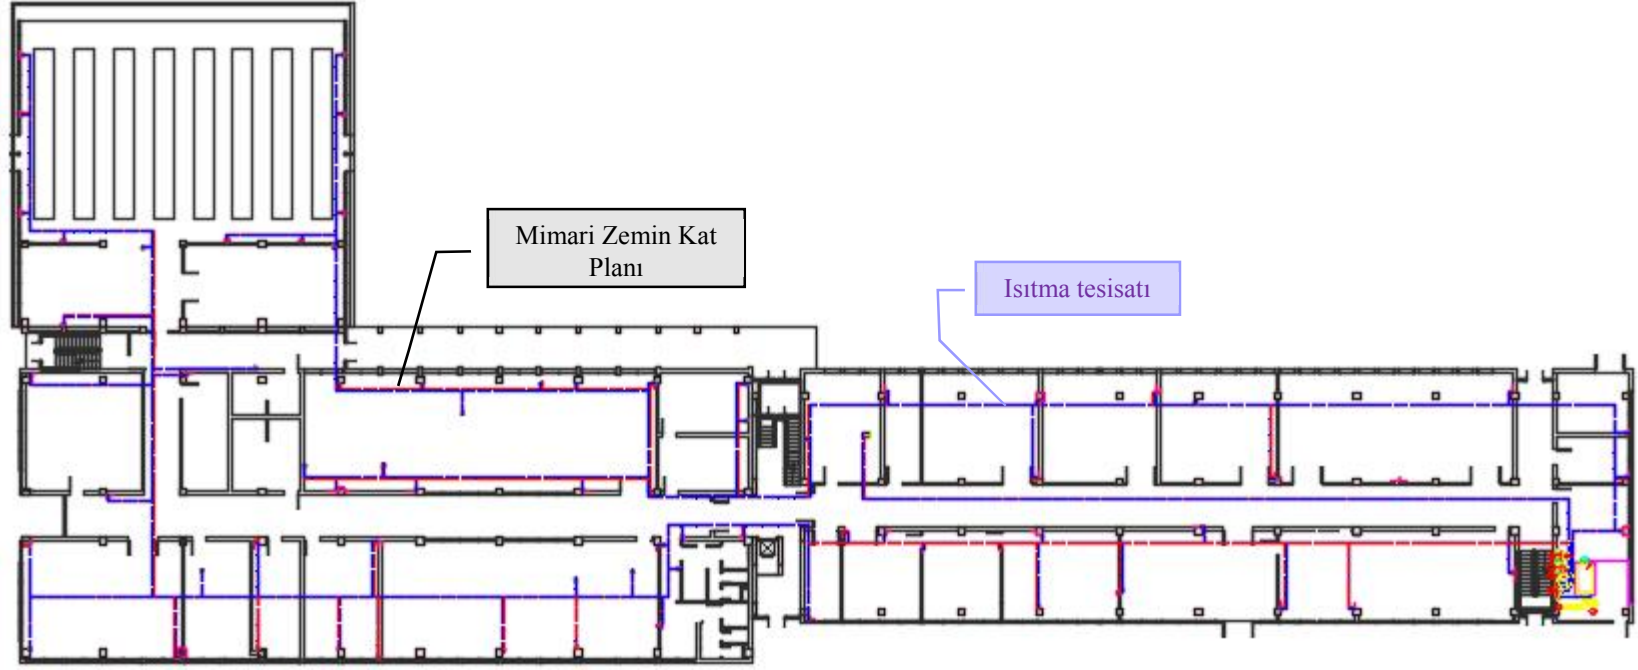 Mimari Zemin Kat
Planı
Isıtma tesisatı